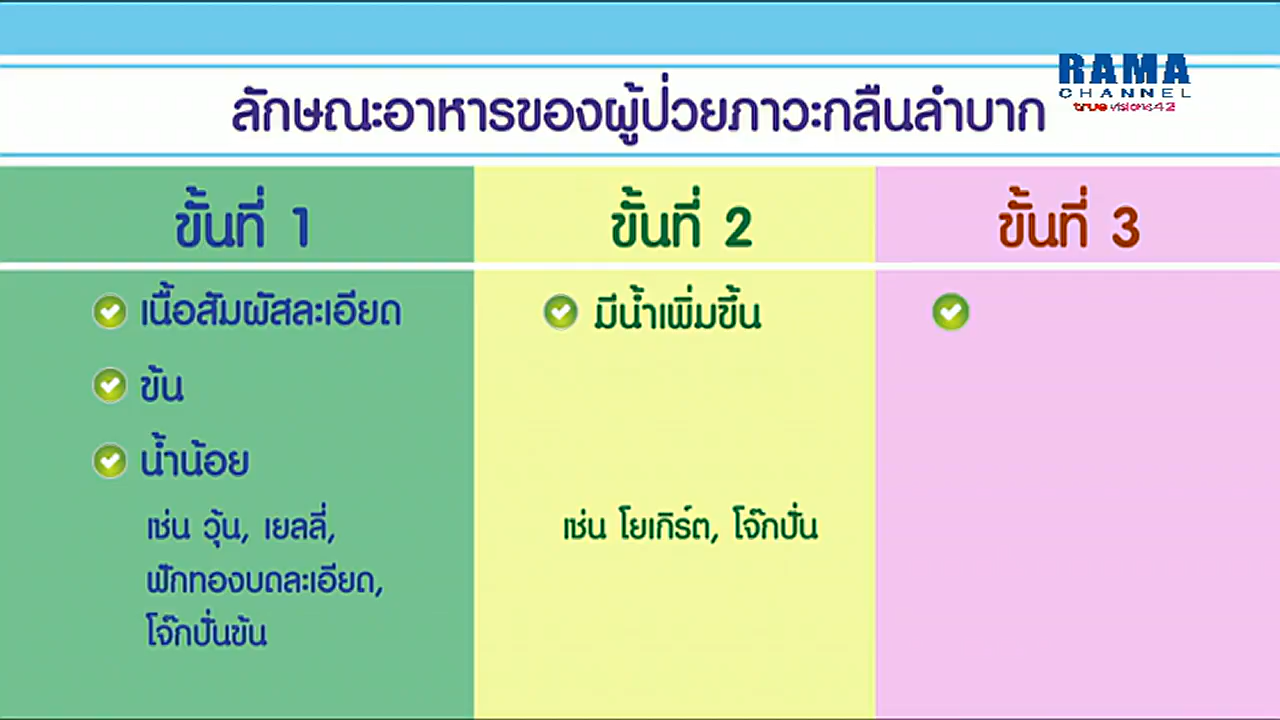 RAMA
CHANNEL
true visions 42
ลักษณะอาหารของผู้ป่วยภาวะกลืนลำบาก
ขั้นที่ 1
เนื้อสัมผัสละเอียด
ข้น
น้ำน้อย
เช่น วุ้น, เยลลี่,
ฟักทองบดละเอียด,
โจ๊กปั่นข้น
ขั้นที่ 2
มีน้ำเพิ่มขึ้น
เช่น โยเกิร์ต, โจ๊กปั่น
ขั้นที่ 3